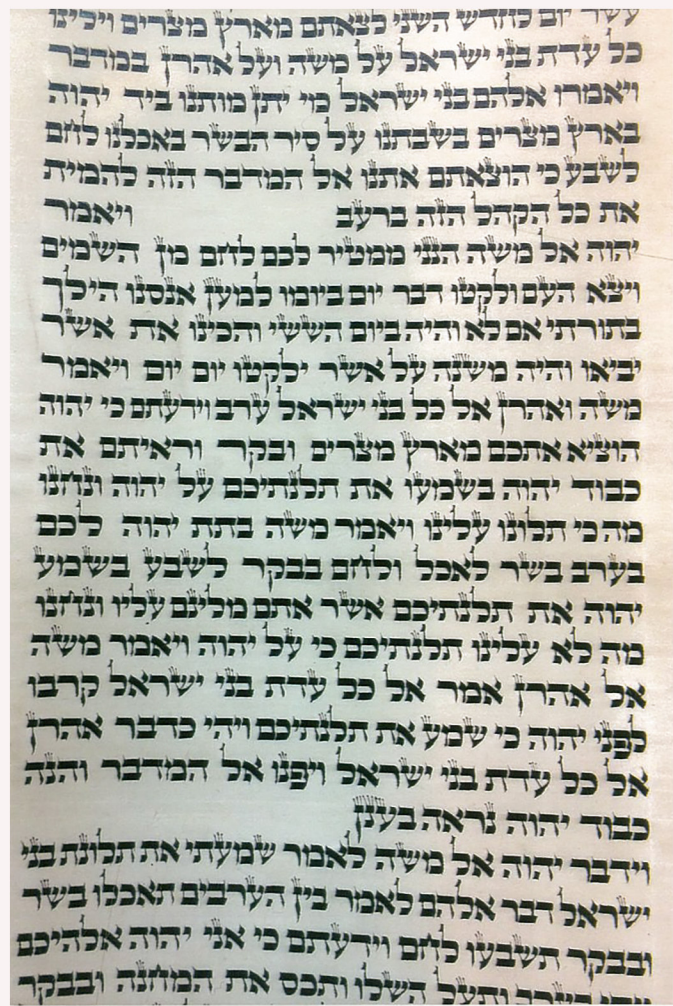 עשר יום לחדש השני לצאתם מארץ מצרים וילינו
כל עדת בני ישראל על משה ועל אהרן במדבר
ויאמרו אלהם בני ישראל מי יתן מותנו ביד יהוה
בארץ מצרים בשבתנו על סיר הבשר באכלנו לחם
לשבע כי הוצאתם אתנו אל המדבר הזה להמית
את כל הקהל הזה ברעב ויאמר
יהוה אל משה הנני ממטיר לכם לחם מן השמים
ויצא העם ולקטו דבר יום ביומו למען אנסנו הילך
בתורתי אם לא והיה ביום הששי והכינו את אשר
יביאו והיה משנה על אשר ילקטו יום יום ויאמר
משה ואהרן אל כל בני ישראל ערב וידעתם כי יהוה
הוציא אתכם מארץ מצרים ובקר וראיתם את
כבוד יהוה בשמעו את תלנתיכם על יהוה ונחנו
מה כי תלונו עלינו ויאמר משה בתת יהוה לכם
בערב בשר לאכל ולחם בבקר לשבע בשמע
יהוה את תלנתיכם אשר אתם מלינם עליו ונחנו
מה לא עלינו תלנתיכם כי על יהוה ויאמר משה
אל אהרן אמר אל כל עדת בני ישראל קרבו
לפני יהוה כי שמע את תלנתיכם ויהי כדבר אהרן
אל כל עדת בני ישראל ויפנו אל המדבר והנה
כבוד יהוה נראה בענן
וידבר יהוה אל משה לאמר שמעתי את תלונת בני
ישראל דבר אלהם לאמר בין הערבים תאכלו בשר
ובבקר תשבעו לחם וידעתם כי אני יהוה אלהיכם
ויהי בערב ותעל השלו ותכס את המחנה ובבקר